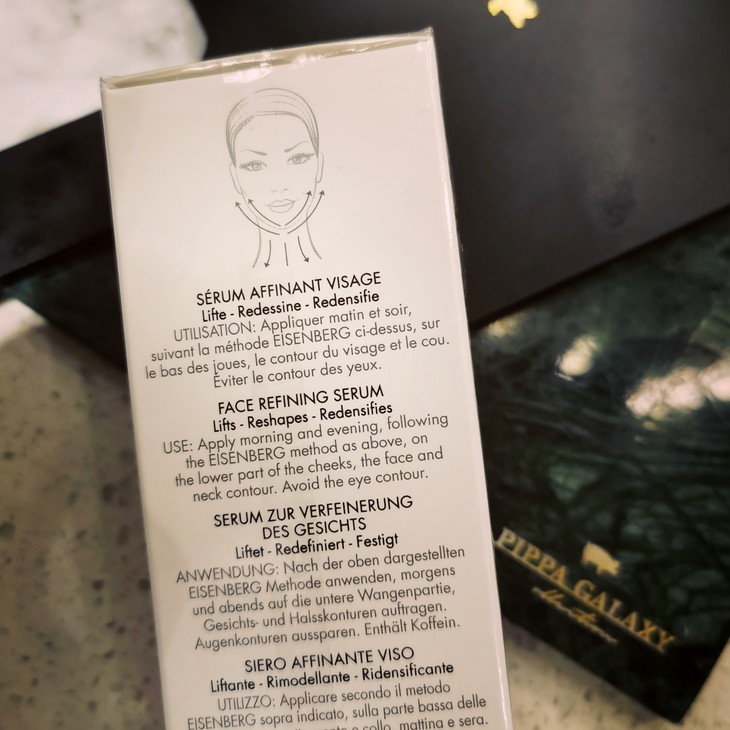 SÉRUM AFFINANT VISAGE
Lifte - Redessine - Redensifie
UTILISATION: Appliquer matin et soir,
suivant la méthode EISENBERG ci-dessus, sur
le bas des joues, le contour du visage et le cou.
Éviter le contour des yeux.
FACE REFINING SERUM
Lifts - Reshapes - Redensifies
USE: Apply morning and evening, following
the EISENBERG method as above, on
the lower part of the cheeks, the face and
neck contour. Avoid the eye contour.
SERUM ZUR VERFEINERUNG
DES GESICHTS
Liftet - Redefiniert - Festigt
ANWENDUNG: Nach der oben dargestellten
EISENBERG Methode anwenden, morgens
und abends auf die untere Wangenpartie,
Gesichts- und Halskonturen auftragen.
Augenkonturen aussparen. Enthält Koffein.
SIERO AFFINANTE VISO
Liftante - Rimodellante - Ridensificante
UTILIZZO: Applicare secondo il metodo
EISENBERG sopra indicato, sulla parte bassa delle
e collo, mattina e sera.
PIPPA GALAXY